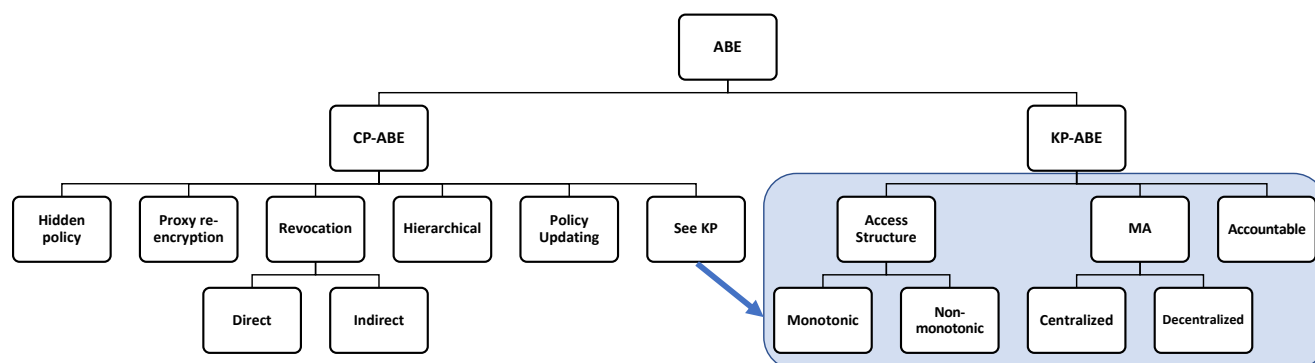 ABE
CP-ABE
KP-ABE
Hidden
policy
Proxy re-
encryption
Revocation
Hierarchical
Policy
Updating
See KP
Access
Structure
MA
Accountable
Direct
Indirect
Monotonic
Non-
monotonic
Centralized
Decentralized